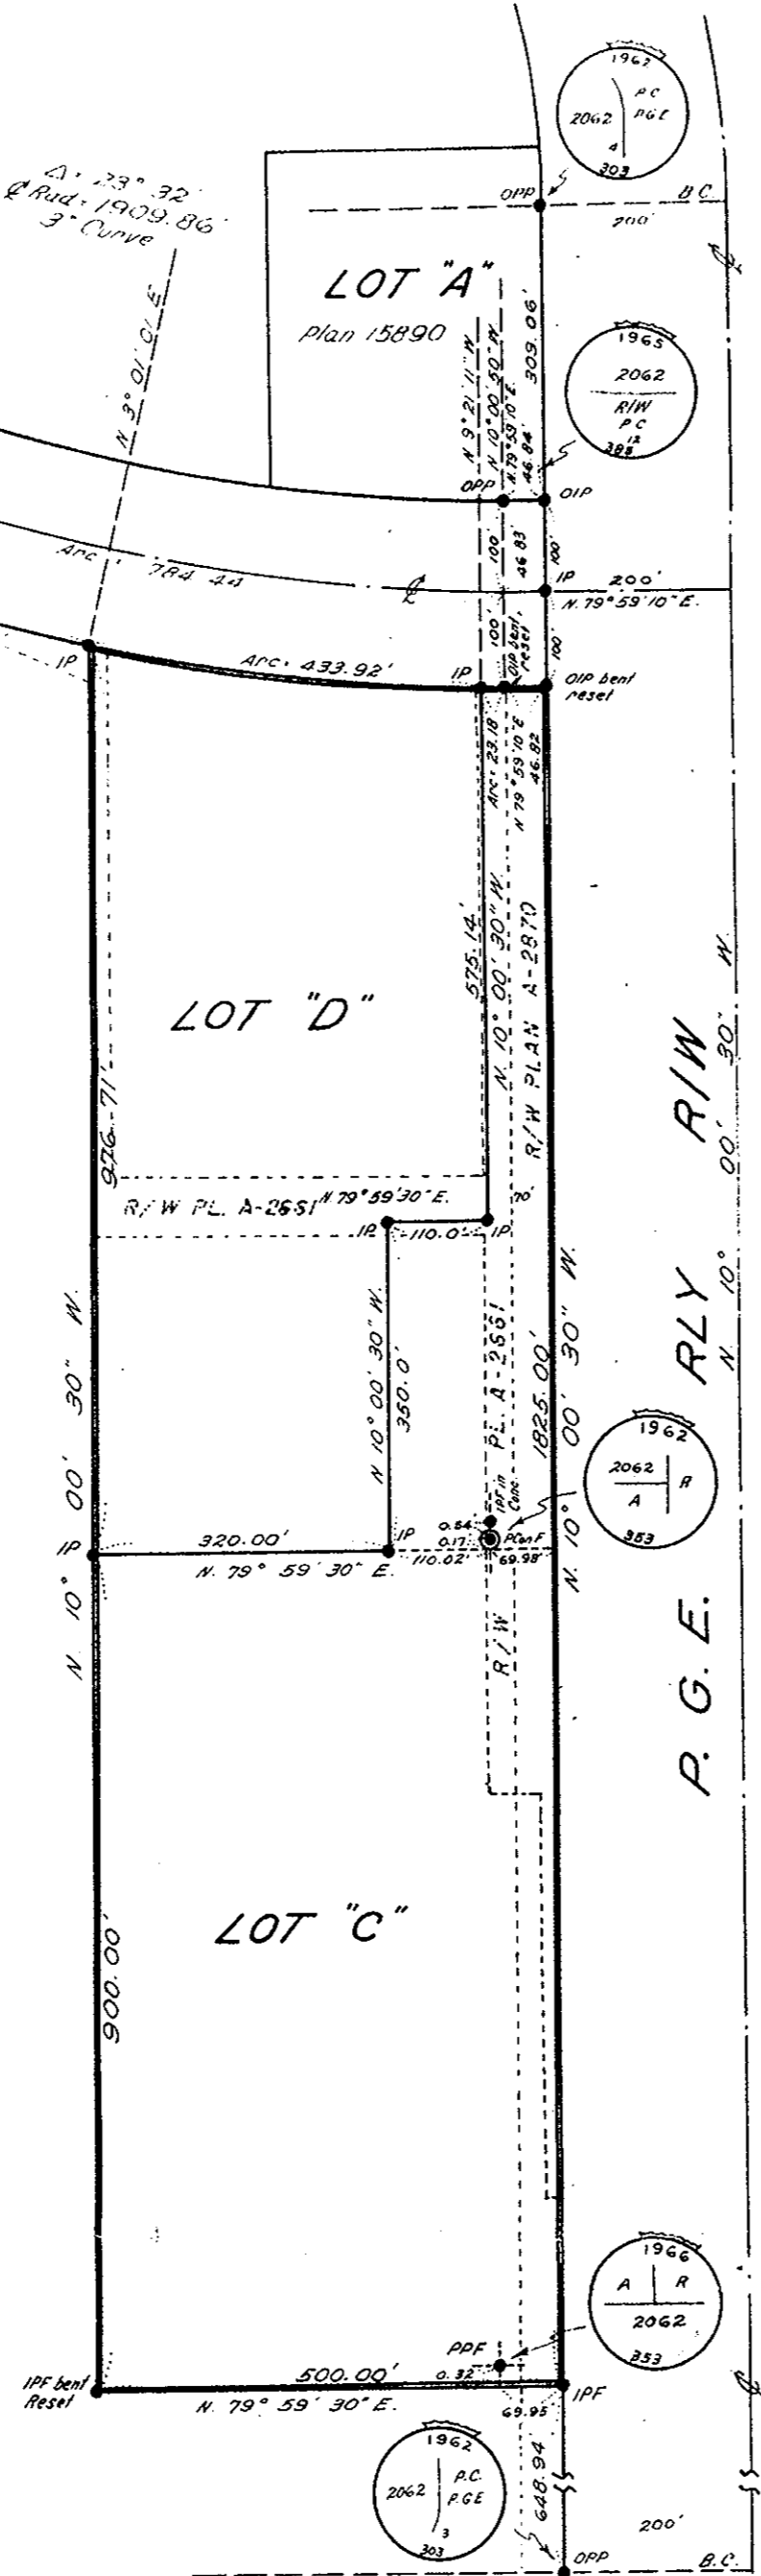 1962
P.C.
2062
P.G.E
4
303
Δ = 23° 32'
℄ Rad = 1909.86'
3° Curve
OPP
B.C.
200'
LOT "A"
Plan 15890
N 3° 01' 01" E
N 9° 21' 11" W
N 10° 00' 50" W
N. 79° 59' 10" E.
46.84'
309.06'
1965
2062
R/W
P C
12
OPP
OIP
100'
46.83'
100'
IP
200'
N. 79° 59' 10" E.
Arc = 784.44
℄
100'
OIP bent,
reset
100'
IP
Arc = 433.92'
IP
OIP bent
reset
Arc = 23.18
N 79° 59' 10" E
46.82
575.14'
N. 10° 00' 30" W.
R/W PLAN A-2870
LOT "D"
926.71'
R/W PL. A-2661
N. 79° 59' 30" E.
70'
IP
110.0'
IP
P. G. E. RLY R/W
N. 10° 00' 30" W.
N 10° 00' 30" W.
350.0'
R/W PL. A-2661
1825.00'
N. 10° 00' 30" W.
N 10° 00' 30" W.
1962
2062
A
R
353
IPF in
Conc.
0.54
0.17
PConF
IP
320.00'
IP
110.02'
69.98'
N. 79° 59' 30" E.
LOT "C"
900.00'
1966
A
R
2062
353
PPF
0.32
500.00'
IPF bent
Reset
N. 79° 59' 30" E.
69.95
IPF
1962
2062
P.C.
P.G.E
3
303
648.94
200'
OPP
B.C.
℄